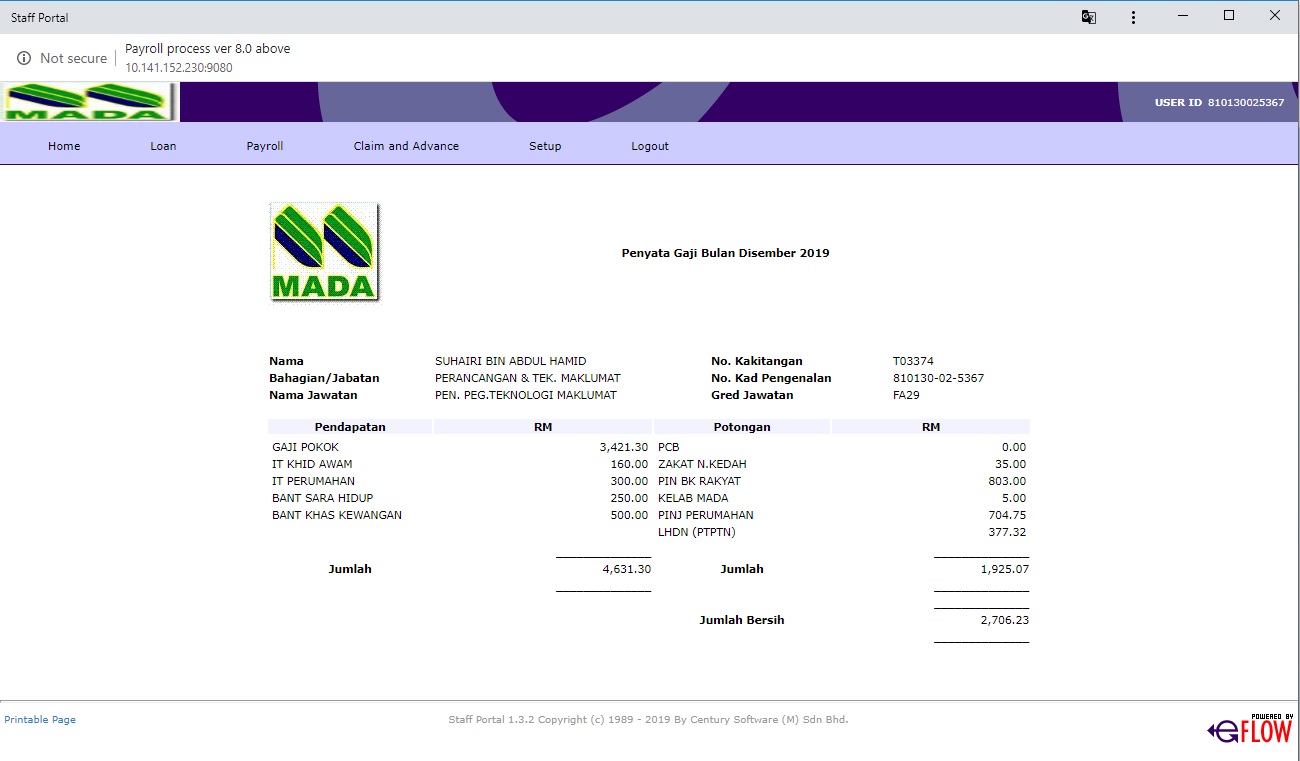 Staff Portal
Not secure
Payroll process ver 8.0 above
10.141.152.230:9080
MADA
USER ID 810130025367
Home Loan Payroll Claim and Advance Setup Logout
MADA
Penyata Gaji Bulan Disember 2019
Nama SUHAIRI BIN ABDUL HAMID No. Kakitangan T03374
Bahagian/Jabatan PERANCANGAN & TEK. MAKLUMAT No. Kad Pengenalan 810130-02-5367
Nama Jawatan PEN. PEG.TEKNOLOGI MAKLUMAT Gred Jawatan FA29
Pendapatan RM Potongan RM
GAJI POKOK 3,421.30 PCB 0.00
IT KHID AWAM 160.00 ZAKAT N.KEDAH 35.00
IT PERUMAHAN 300.00 PIN BK RAKYAT 803.00
BANT SARA HIDUP 250.00 KELAB MADA 5.00
BANT KHAS KEWANGAN 500.00 PINJ PERUMAHAN 704.75
LHDN (PTPTN) 377.32
Jumlah 4,631.30 Jumlah 1,925.07
Jumlah Bersih 2,706.23
Printable Page
Staff Portal 1.3.2 Copyright (c) 1989 - 2019 By Century Software (M) Sdn Bhd.
POWERED BY
eFLOW